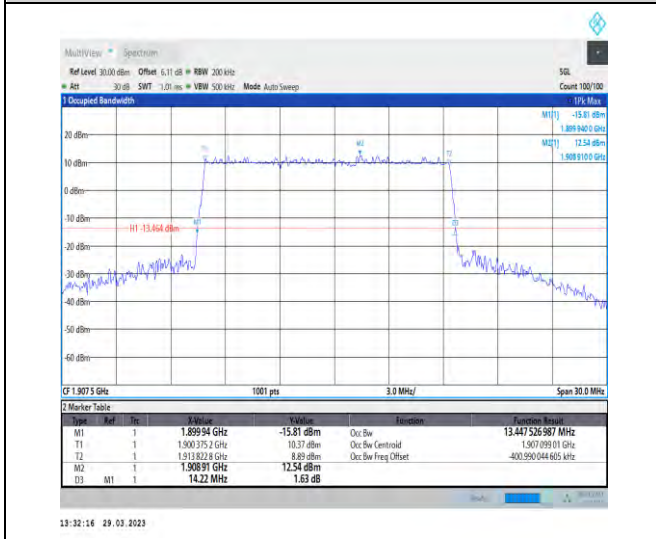 MultiView Spectrum
Ref Level 30.00 dBm Offset 6.11 dB RBW 200 kHz SGL
Att 30 dB SWT 1.01 ms VBW 500 kHz Mode Auto Sweep Count 100/100
1 Occupied Bandwidth 1Pk Max
M1[1] -15.81 dBm
1.899 940 0 GHz
M2[1] 12.54 dBm
1.908 910 0 GHz
20 dBm
T1 M2 T2
10 dBm
0 dBm
-10 dBm
M1 D3
H1 -13.464 dBm
-20 dBm
-30 dBm
-40 dBm
-50 dBm
-60 dBm
CF 1.907 5 GHz 1001 pts 3.0 MHz/ Span 30.0 MHz
2 Marker Table
Type Ref Trc X-Value Y-Value Function Function Result
M1 1 1.899 94 GHz -15.81 dBm Occ Bw 13.447 526 987 MHz
T1 1 1.900 375 2 GHz 10.37 dBm Occ Bw Centroid 1.907 099 01 GHz
T2 1 1.913 822 8 GHz 8.89 dBm Occ Bw Freq Offset -400.990 044 605 kHz
M2 1 1.908 91 GHz 12.54 dBm
D3 M1 1 14.22 MHz 1.63 dB
13:32:16 29.03.2023